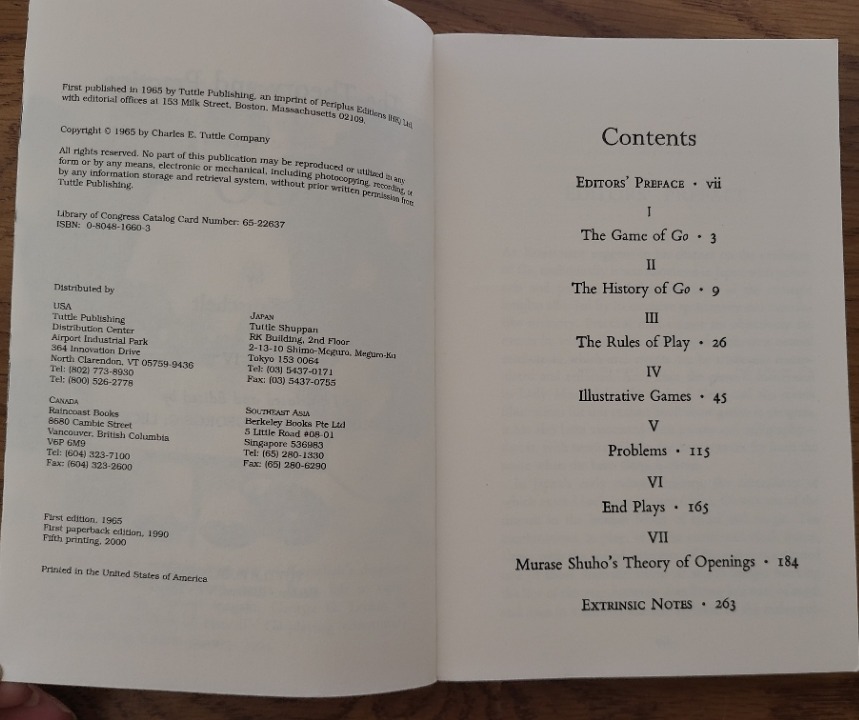 First published in 1965 by Tuttle Publishing, an imprint of Periplus Editions (HK) Ltd.
with editorial offices at 153 Milk Street, Boston, Massachusetts 02109.
Copyright © 1965 by Charles E. Tuttle Company
All rights reserved. No part of this publication may be reproduced or utilized in any
form or by any means, electronic or mechanical, including photocopying, recording, or
by any information storage and retrieval system, without prior written permission from
Tuttle Publishing.
Library of Congress Catalog Card Number: 65-22637
ISBN: 0-8048-1660-3
Distributed by
USA
Tuttle Publishing
Distribution Center
Airport Industrial Park
364 Innovation Drive
North Clarendon, VT 05759-9436
Tel: (802) 773-8930
Tel: (800) 526-2778
JAPAN
Tuttle Shuppan
RK Building, 2nd Floor
2-13-10 Shimo-Meguro, Meguro-Ku
Tokyo 153 0064
Tel: (03) 5437-0171
Fax: (03) 5437-0755
CANADA
Raincoast Books
8680 Cambie Street
Vancouver, British Columbia
V6P 6M9
Tel: (604) 323-7100
Fax: (604) 323-2600
SOUTHEAST ASIA
Berkeley Books Pte Ltd
5 Little Road #08-01
Singapore 536983
Tel: (65) 280-1330
Fax: (65) 280-6290
First edition, 1965
First paperback edition, 1990
Fifth printing, 2000
Printed in the United States of America
Contents
EDITORS' PREFACE · vii
I
The Game of Go · 3
II
The History of Go · 9
III
The Rules of Play · 26
IV
Illustrative Games · 45
V
Problems · 115
VI
End Plays · 165
VII
Murase Shuho's Theory of Openings · 184
EXTRINSIC NOTES · 263